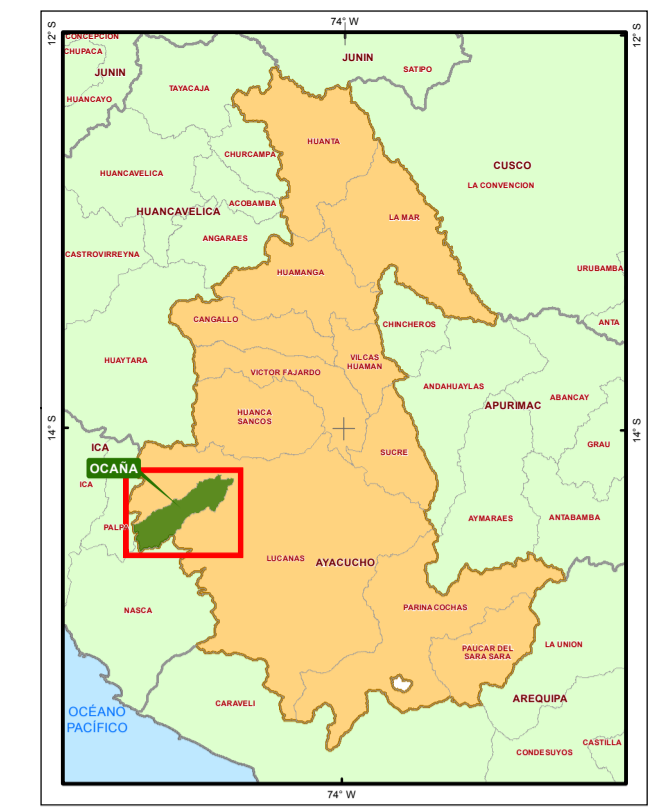 74° W
12° S
12° S
CONCEPCION
CHUPACA
JUNIN
JUNIN
SATIPO
TAYACAJA
HUANCAYO
HUANTA
CHURCAMPA
CUSCO
HUANCAVELICA
LA CONVENCION
ACOBAMBA
HUANCAVELICA
LA MAR
ANGARAES
CASTROVIRREYNA
URUBAMBA
HUAMANGA
CANGALLO
CHINCHEROS
ANTA
HUAYTARA
VILCAS
HUAMAN
VICTOR FAJARDO
ANDAHUAYLAS
ABANCAY
APURIMAC
HUANCA
SANCOS
14° S
14° S
GRAU
ICA
SUCRE
OCAÑA
ICA
PALPA
AYMARAES
ANTABAMBA
LUCANAS
AYACUCHO
NASCA
PARINACOCHAS
LA UNION
PAUCAR DEL
SARA SARA
CARAVELI
AREQUIPA
OCÉANO
PACÍFICO
CASTILLA
CONDESUYOS
74° W